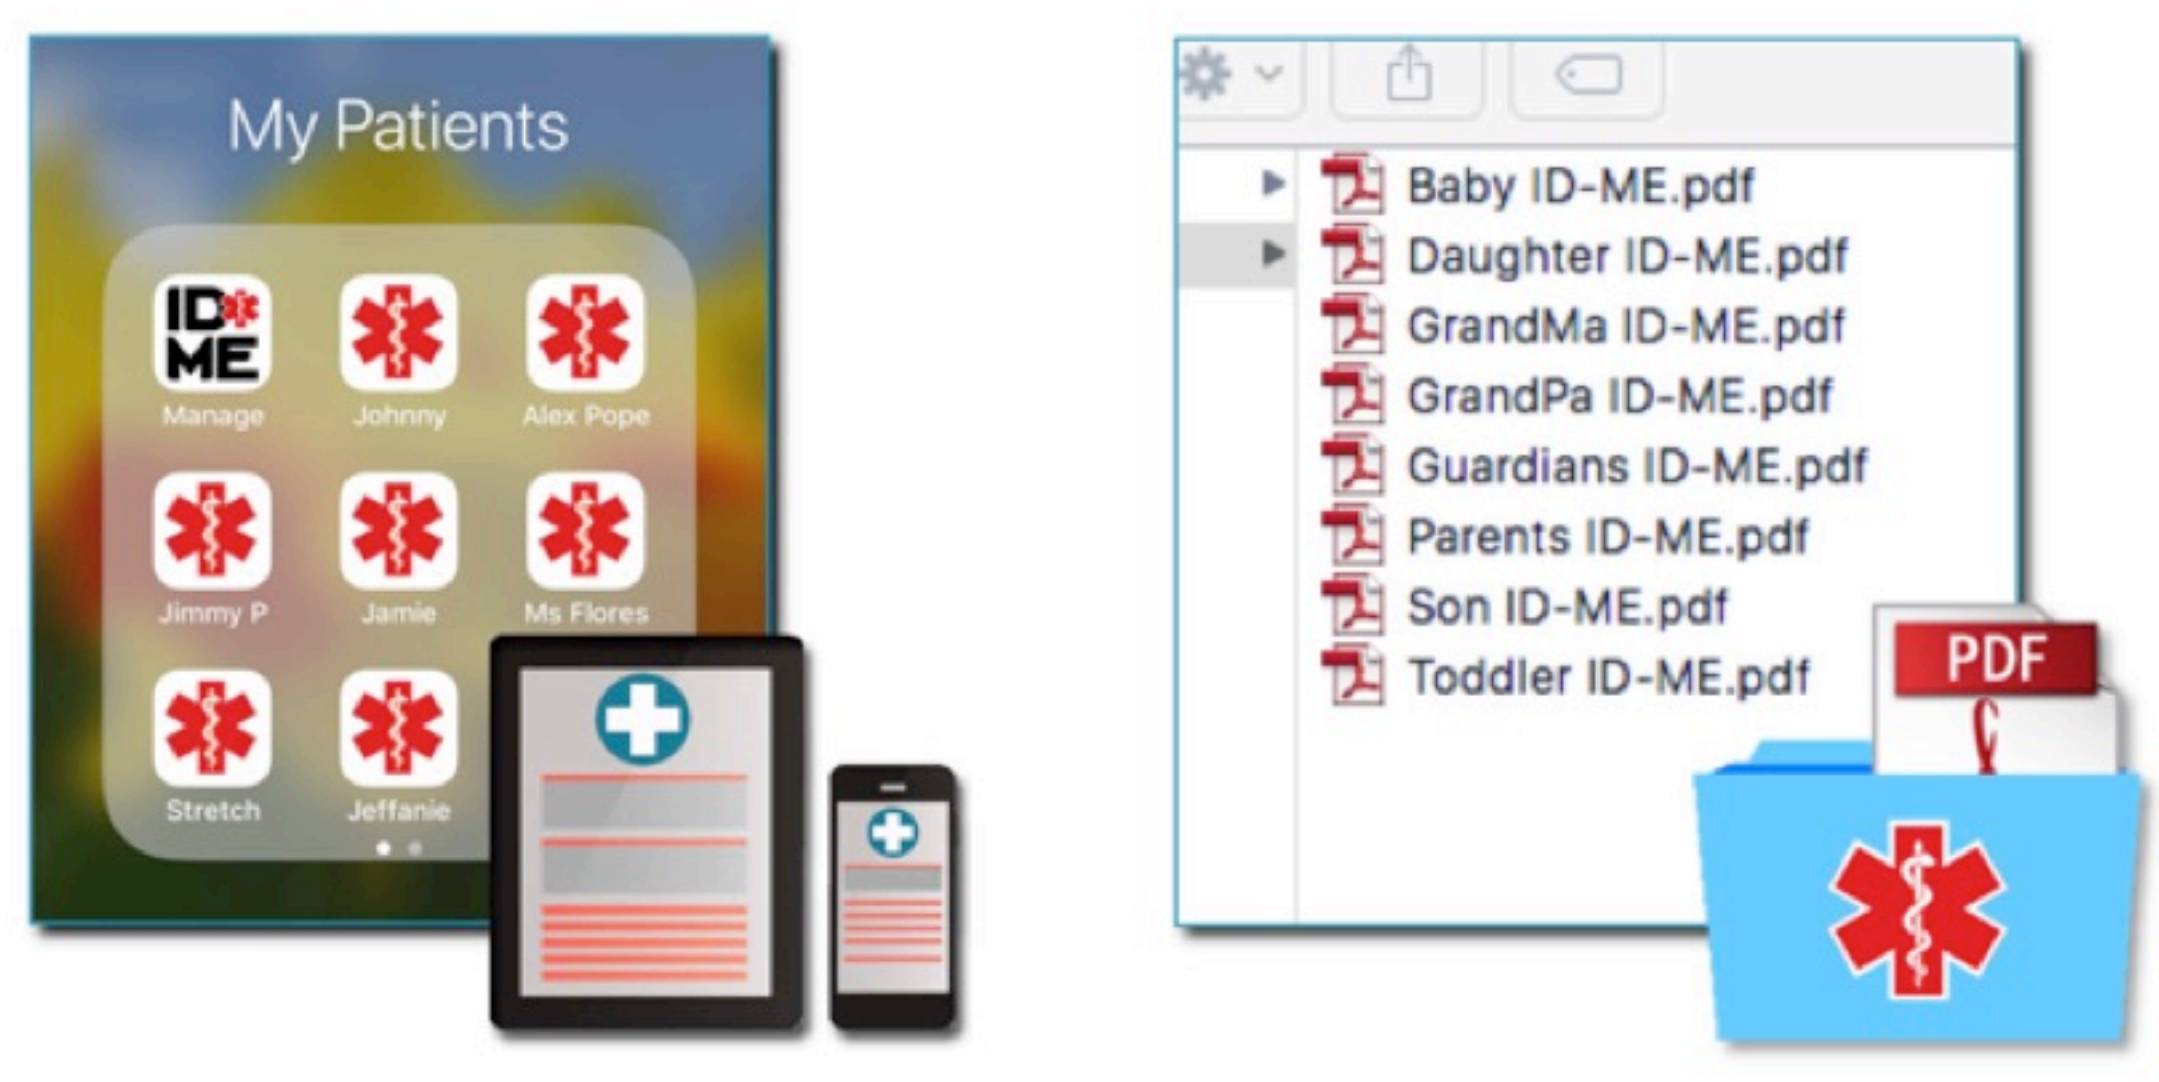 My Patients
ID
ME
Manage
Johnny
Alex Pope
Jimmy P
Jamie
Ms Flores
Stretch
Jeffanie
Baby ID-ME.pdf
Daughter ID-ME.pdf
GrandMa ID-ME.pdf
GrandPa ID-ME.pdf
Guardians ID-ME.pdf
Parents ID-ME.pdf
Son ID-ME.pdf
Toddler ID-ME.pdf
PDF